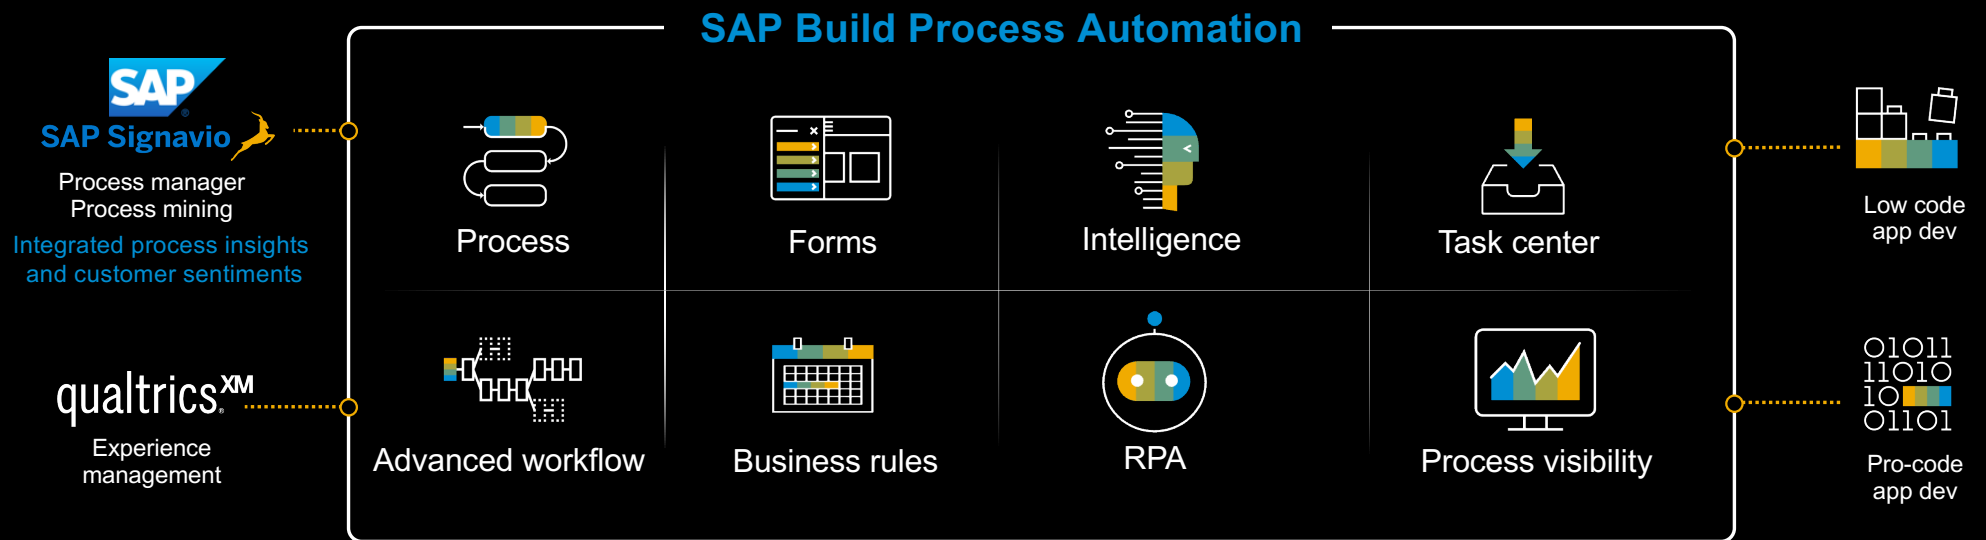 SAP Build Process Automation
SAP
®
SAP Signavio
Process manager
Process mining
Integrated process insights
and customer sentiments
qualtrics.XM
®
Experience
management
Process
Forms
Intelligence
Task center
Advanced workflow
Business rules
RPA
Process visibility
Low code
app dev
01011
11010
10
01101
Pro-code
app dev